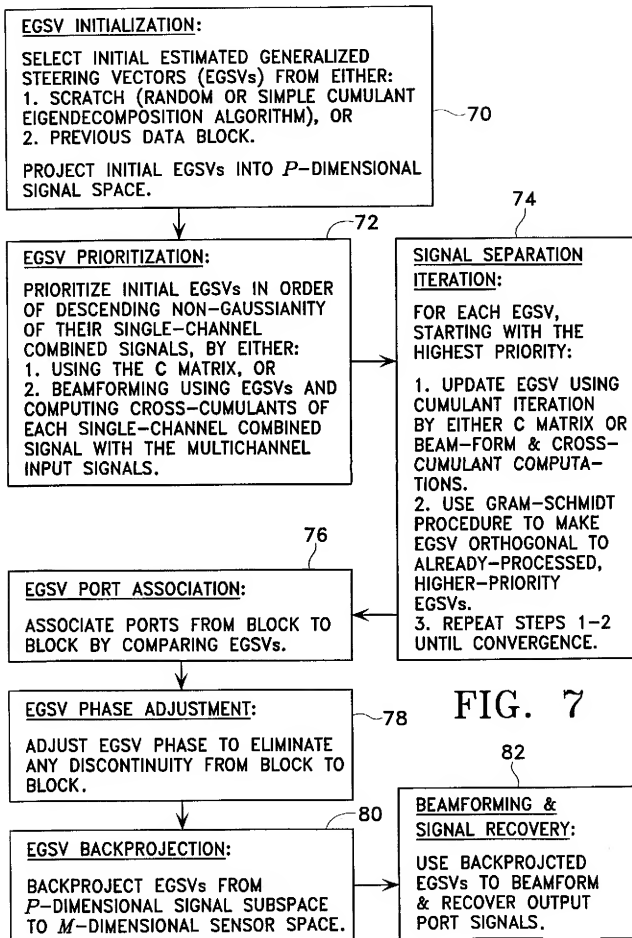 EGSV INITIALIZATION:
SELECT INITIAL ESTIMATED GENERALIZED
STEERING VECTORS (EGSVs) FROM EITHER:
1. SCRATCH (RANDOM OR SIMPLE CUMULANT
EIGENDECOMPOSITION ALGORITHM), OR
2. PREVIOUS DATA BLOCK.
PROJECT INITIAL EGSVs INTO P-DIMENSIONAL
SIGNAL SPACE.
70
72
EGSV PRIORITIZATION:
PRIORITIZE INITIAL EGSVs IN ORDER
OF DESCENDING NON-GAUSSIANITY
OF THEIR SINGLE-CHANNEL
COMBINED SIGNALS, BY EITHER:
1. USING THE C MATRIX, OR
2. BEAMFORMING USING EGSVs AND
COMPUTING CROSS-CUMULANTS OF
EACH SINGLE-CHANNEL COMBINED
SIGNAL WITH THE MULTICHANNEL
INPUT SIGNALS.
74
SIGNAL SEPARATION
ITERATION:
FOR EACH EGSV,
STARTING WITH THE
HIGHEST PRIORITY:
1. UPDATE EGSV USING
CUMULANT ITERATION
BY EITHER C MATRIX OR
BEAM-FORM & CROSS-
CUMULANT COMPUTA-
TIONS.
2. USE GRAM-SCHMIDT
PROCEDURE TO MAKE
EGSV ORTHOGONAL TO
ALREADY-PROCESSED,
HIGHER-PRIORITY
EGSVs.
3. REPEAT STEPS 1-2
UNTIL CONVERGENCE.
76
EGSV PORT ASSOCIATION:
ASSOCIATE PORTS FROM BLOCK TO
BLOCK BY COMPARING EGSVs.
EGSV PHASE ADJUSTMENT:
ADJUST EGSV PHASE TO ELIMINATE
ANY DISCONTINUITY FROM BLOCK TO
BLOCK.
78
FIG. 7
80
EGSV BACKPROJECTION:
BACKPROJECT EGSVs FROM
P-DIMENSIONAL SIGNAL SUBSPACE
TO M-DIMENSIONAL SENSOR SPACE.
82
BEAMFORMING &
SIGNAL RECOVERY:
USE BACKPROJCTED
EGSVs TO BEAMFORM
& RECOVER OUTPUT
PORT SIGNALS.